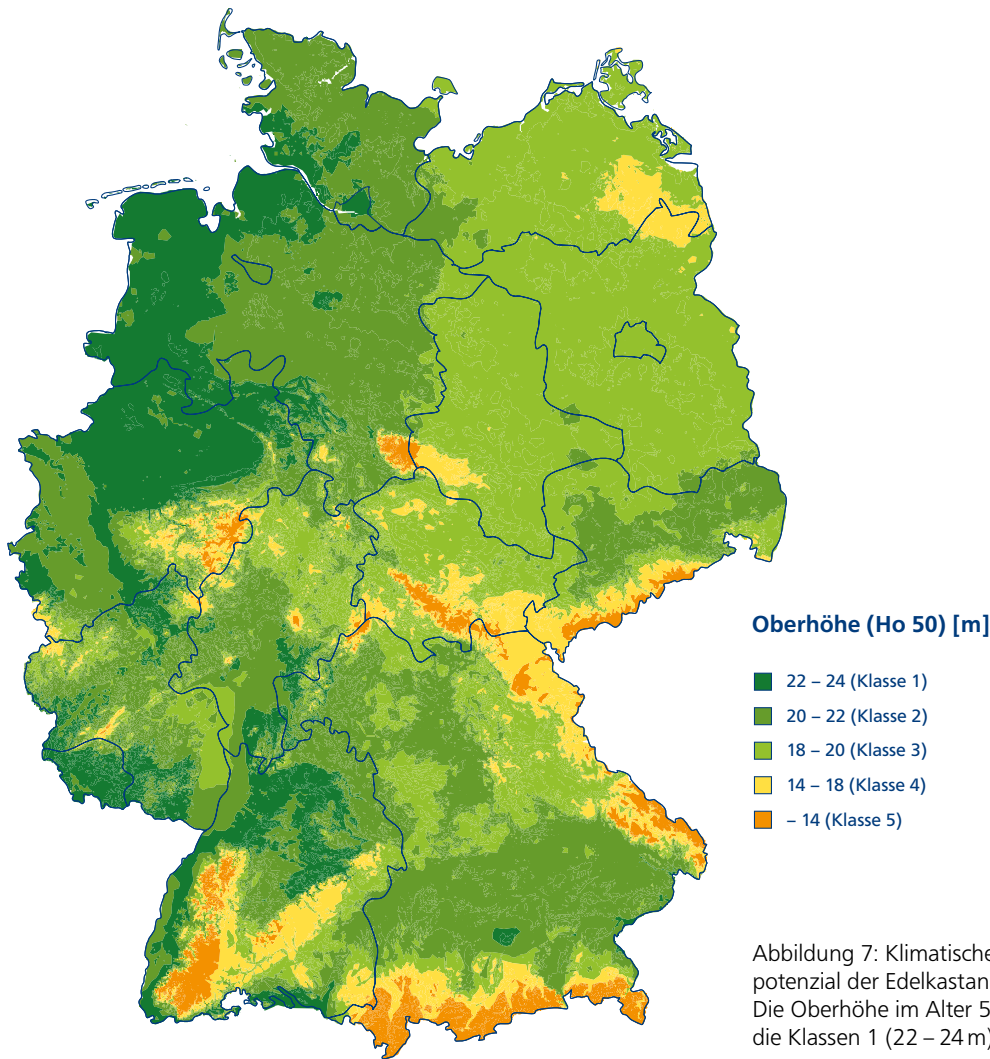 Oberhöhe (Ho 50) [m]
22 – 24 (Klasse 1)
20 – 22 (Klasse 2)
18 – 20 (Klasse 3)
14 – 18 (Klasse 4)
– 14 (Klasse 5)
Abbildung 7: Klimatische
potenzial der Edelkastan
Die Oberhöhe im Alter 5
die Klassen 1 (22 – 24 m)